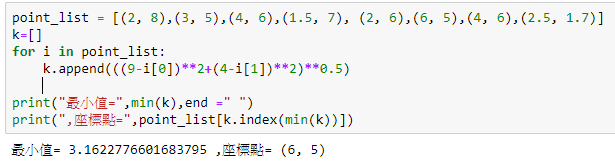 point_list = [(2, 8),(3, 5),(4, 6),(1.5, 7), (2, 6),(6, 5),(4, 6),(2.5, 1.7)]
k=[]
for i in point_list:
    k.append(((9-i[0])**2+(4-i[1])**2)**0.5)
print("最小值=",min(k),end =" ")
print(",座標點=",point_list[k.index(min(k))])
最小值= 3.1622776601683795 ,座標點= (6, 5)